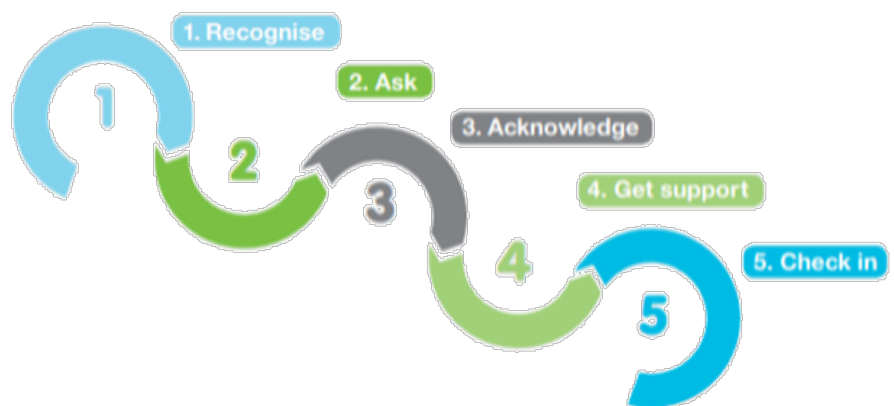 1. Recognise
1
2. Ask
2
3. Acknowledge
3
4. Get support
4
5. Check in
5